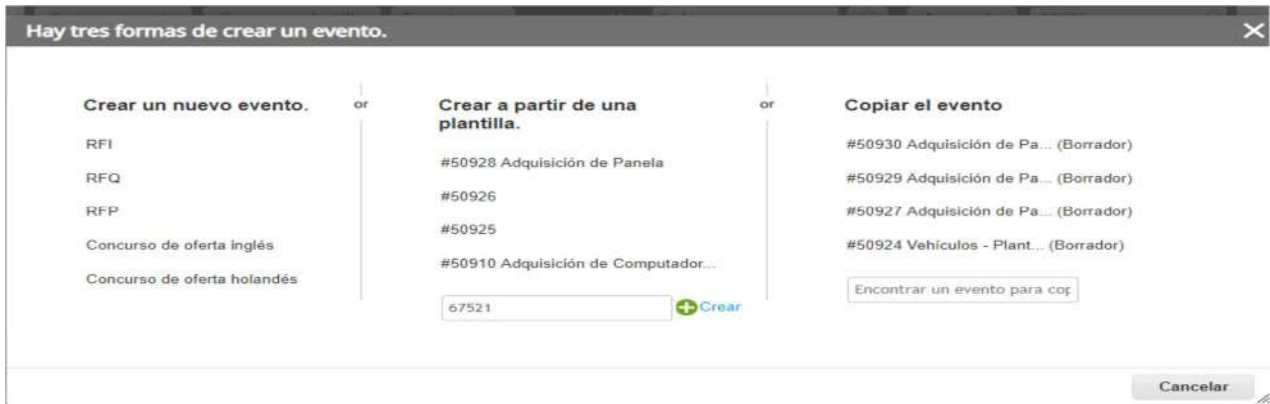 Hay tres formas de crear un evento.
Crear un nuevo evento.
RFI
RFQ
RFP
Concurso de oferta inglés
Concurso de oferta holandés
or
Crear a partir de una
plantilla.
#50928 Adquisición de Panela
#50926
#50925
#50910 Adquisición de Computador...
67521
Crear
or
Copiar el evento
#50930 Adquisición de Pa... (Borrador)
#50929 Adquisición de Pa... (Borrador)
#50927 Adquisición de Pa... (Borrador)
#50924 Vehículos - Plant... (Borrador)
Encontrar un evento para cop
Cancelar